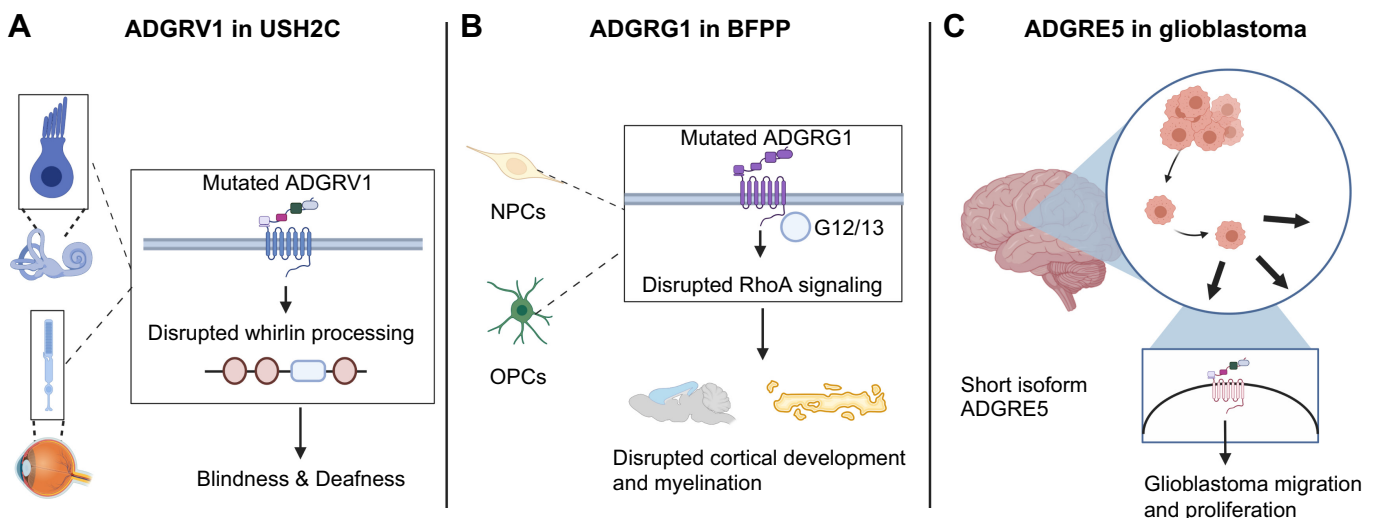 A
ADGRV1 in USH2C
Mutated ADGRV1
Disrupted whirlin processing
Blindness & Deafness
B
ADGRG1 in BFPP
NPCs
OPCs
Mutated ADGRG1
G12/13
Disrupted RhoA signaling
Disrupted cortical development
and myelination
C
ADGRE5 in glioblastoma
Short isoform
ADGRE5
Glioblastoma migration
and proliferation